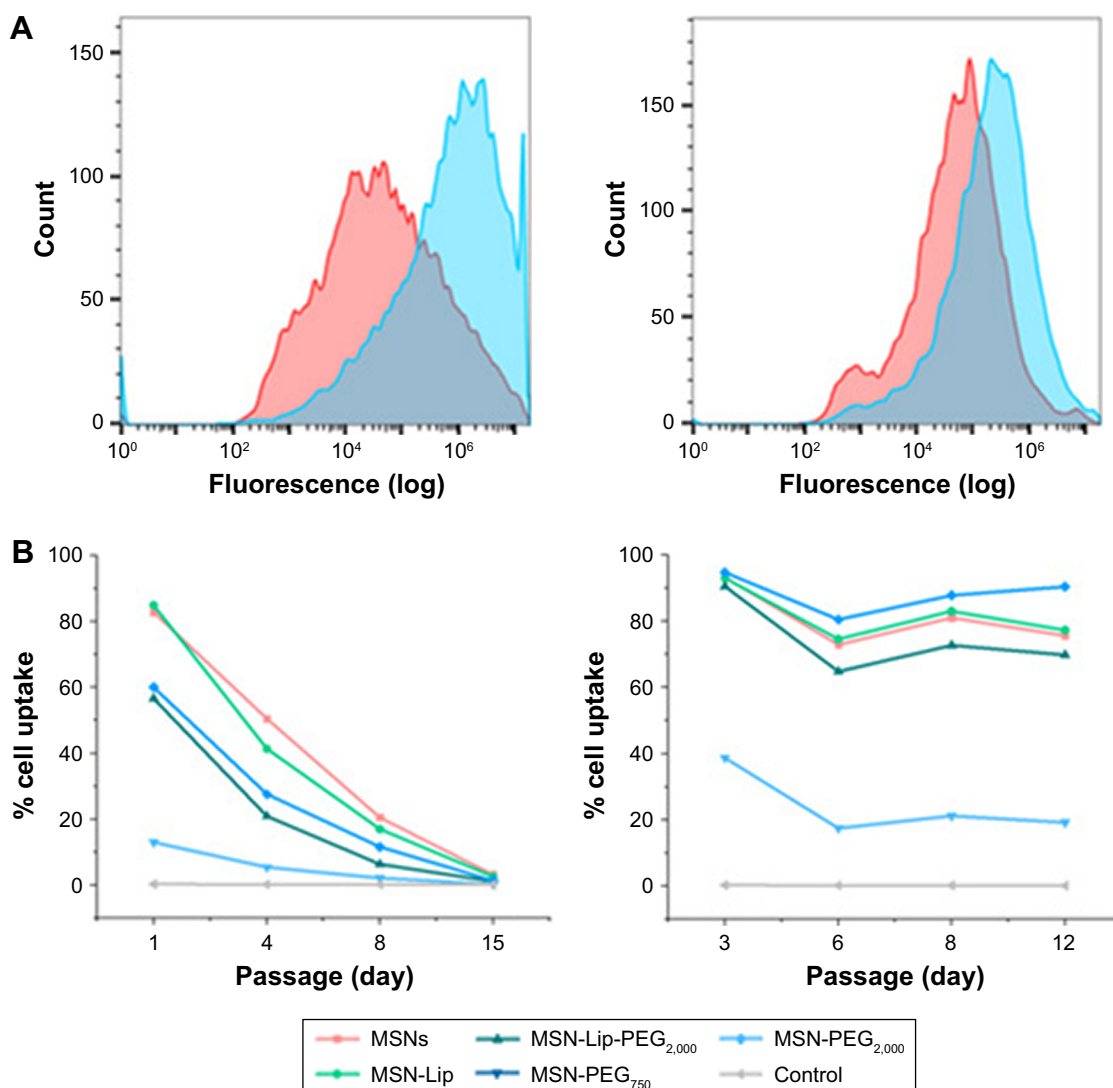 A
150
100
50
0
Count
10⁰ 10² 10⁴ 10⁶
Fluorescence (log)
150
100
50
0
Count
10⁰ 10² 10⁴ 10⁶
Fluorescence (log)
B
100
80
60
40
20
0
% cell uptake
1 4 8 15
Passage (day)
100
80
60
40
20
0
% cell uptake
3 6 8 12
Passage (day)
MSNs MSN-Lip-PEG2,000 MSN-PEG2,000
MSN-Lip MSN-PEG750 Control